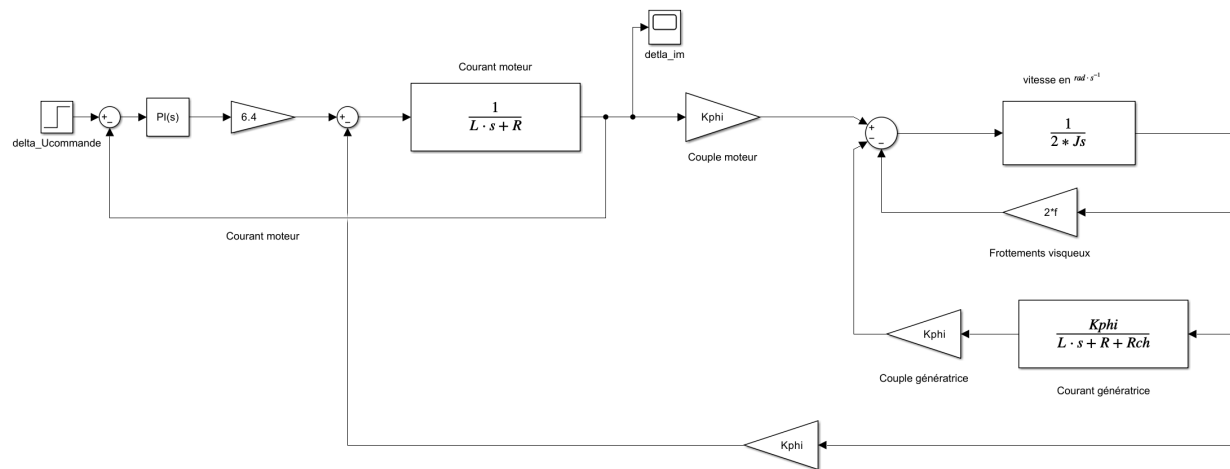 detla_im
Courant moteur
vitesse en rad · s⁻¹
+
−
PI(s)
6.4
+
−
1
L · s + R
Kphi
+
−
−
1
2 * Js
delta_Ucommande
Couple moteur
2*f
Courant moteur
Frottements visqueux
Kphi
Kphi
L · s + R + Rch
Couple génératrice
Courant génératrice
Kphi